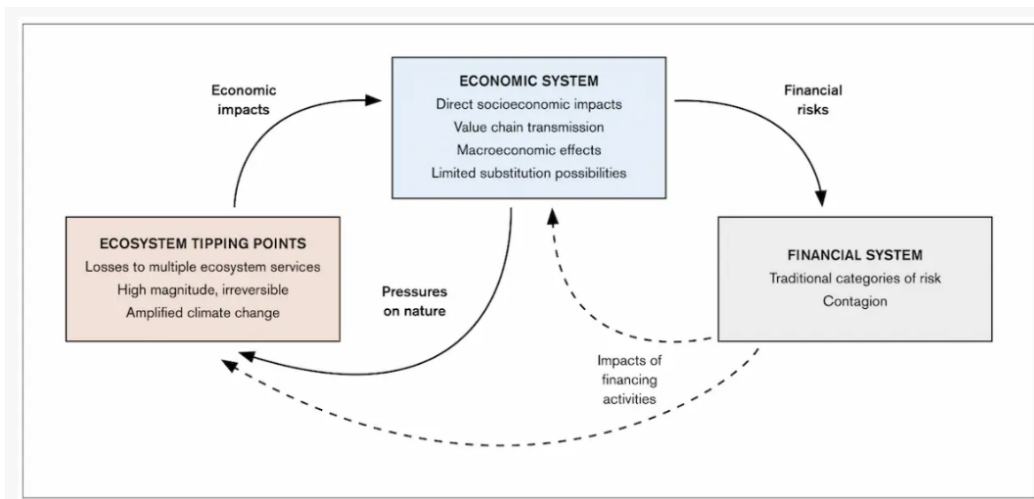 Economic
impacts
ECONOMIC SYSTEM
Direct socioeconomic impacts
Value chain transmission
Macroeconomic effects
Limited substitution possibilities
Financial
risks
ECOSYSTEM TIPPING POINTS
Losses to multiple ecosystem services
High magnitude, irreversible
Amplified climate change
Pressures
on nature
FINANCIAL SYSTEM
Traditional categories of risk
Contagion
Impacts of
financing
activities